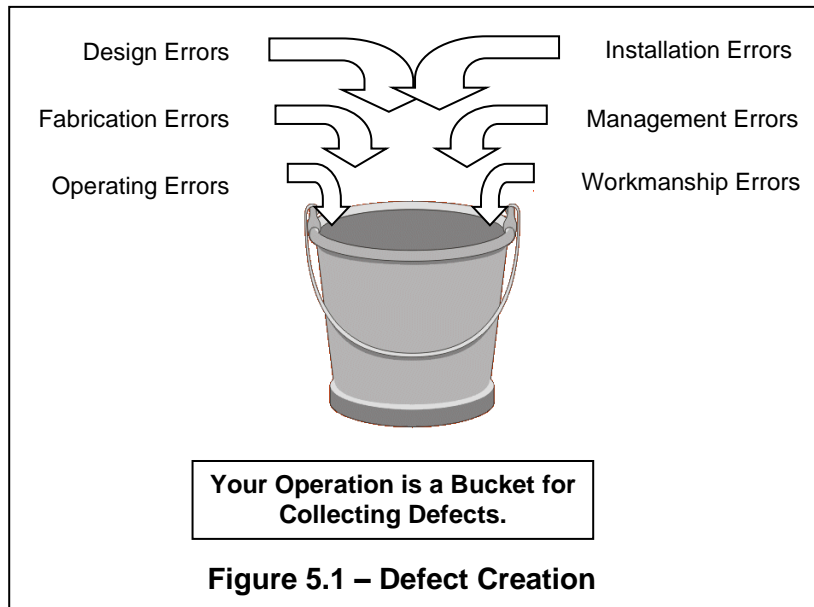 Design Errors
Installation Errors
Fabrication Errors
Management Errors
Operating Errors
Workmanship Errors
Your Operation is a Bucket for
Collecting Defects.
Figure 5.1 – Defect Creation